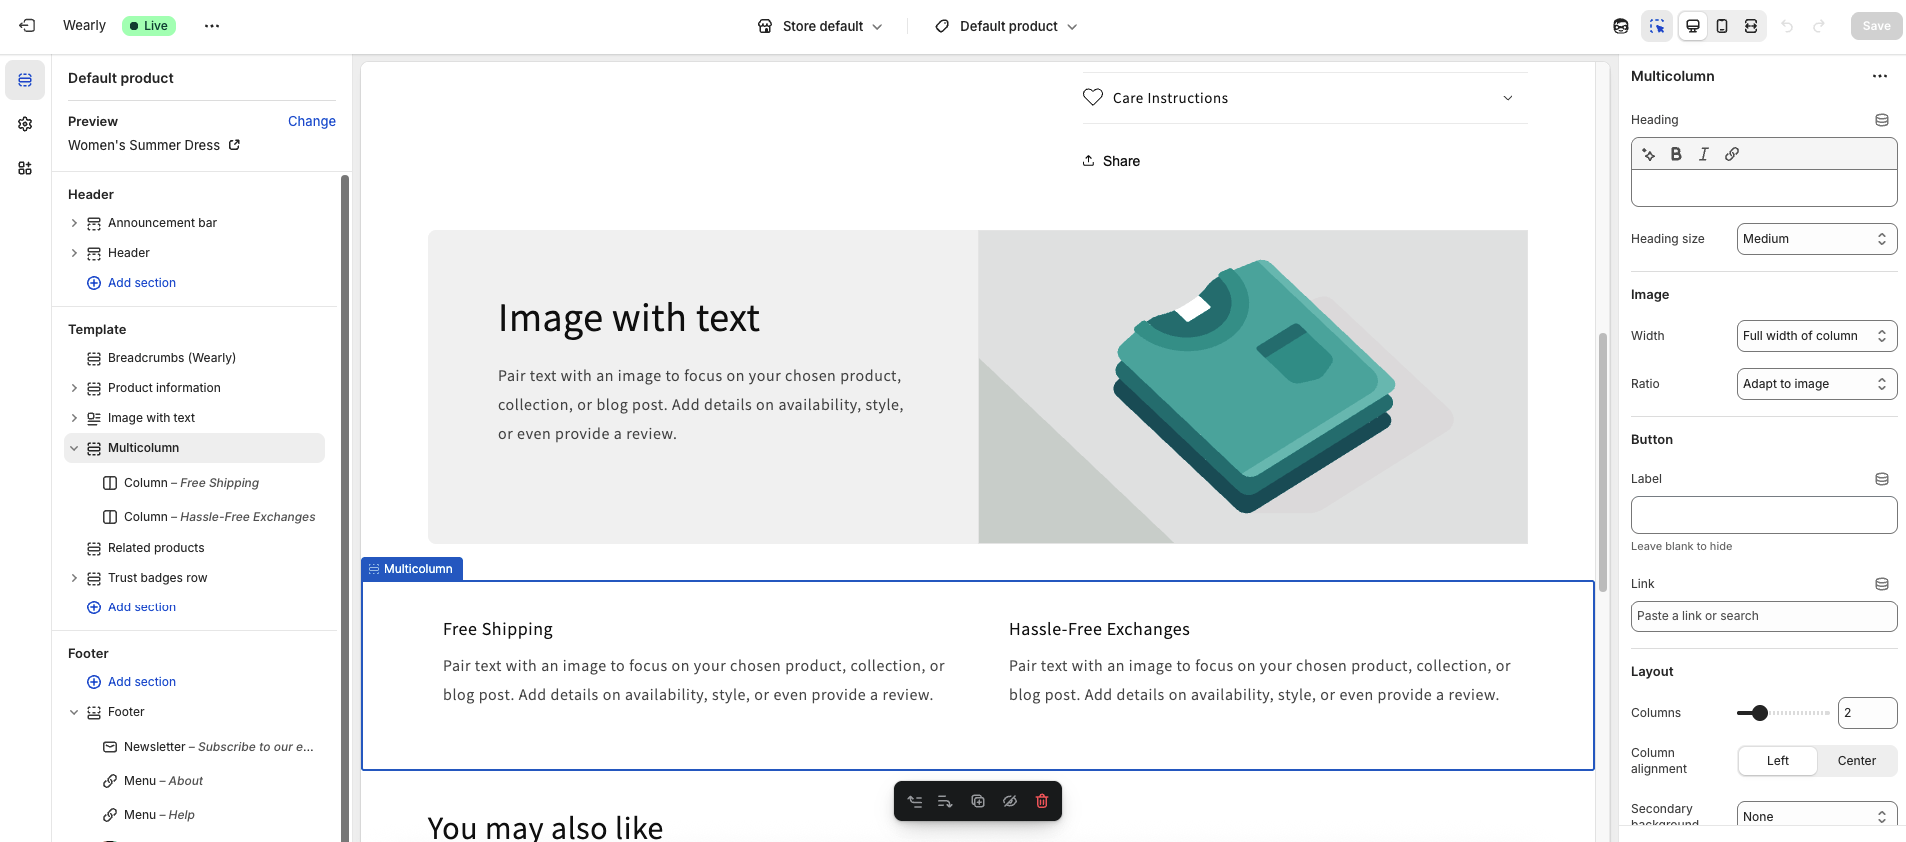 Wearly
Live
Store default
Default product
Save
Default product
Preview
Change
Women's Summer Dress
Header
Announcement bar
Header
Add section
Template
Breadcrumbs (Wearly)
Product information
Image with text
Multicolumn
Column – Free Shipping
Column – Hassle-Free Exchanges
Related products
Trust badges row
Add section
Footer
Add section
Footer
Newsletter – Subscribe to our e...
Menu – About
Menu – Help
Care Instructions
Share
Image with text
Pair text with an image to focus on your chosen product,
collection, or blog post. Add details on availability, style,
or even provide a review.
Multicolumn
Free Shipping
Pair text with an image to focus on your chosen product, collection, or
blog post. Add details on availability, style, or even provide a review.
Hassle-Free Exchanges
Pair text with an image to focus on your chosen product, collection, or
blog post. Add details on availability, style, or even provide a review.
You may also like
Multicolumn
Heading
B I
Heading size
Medium
Image
Width
Full width of column
Ratio
Adapt to image
Button
Label
Leave blank to hide
Link
Paste a link or search
Layout
Columns
2
Column
alignment
Left
Center
Secondary
background
None